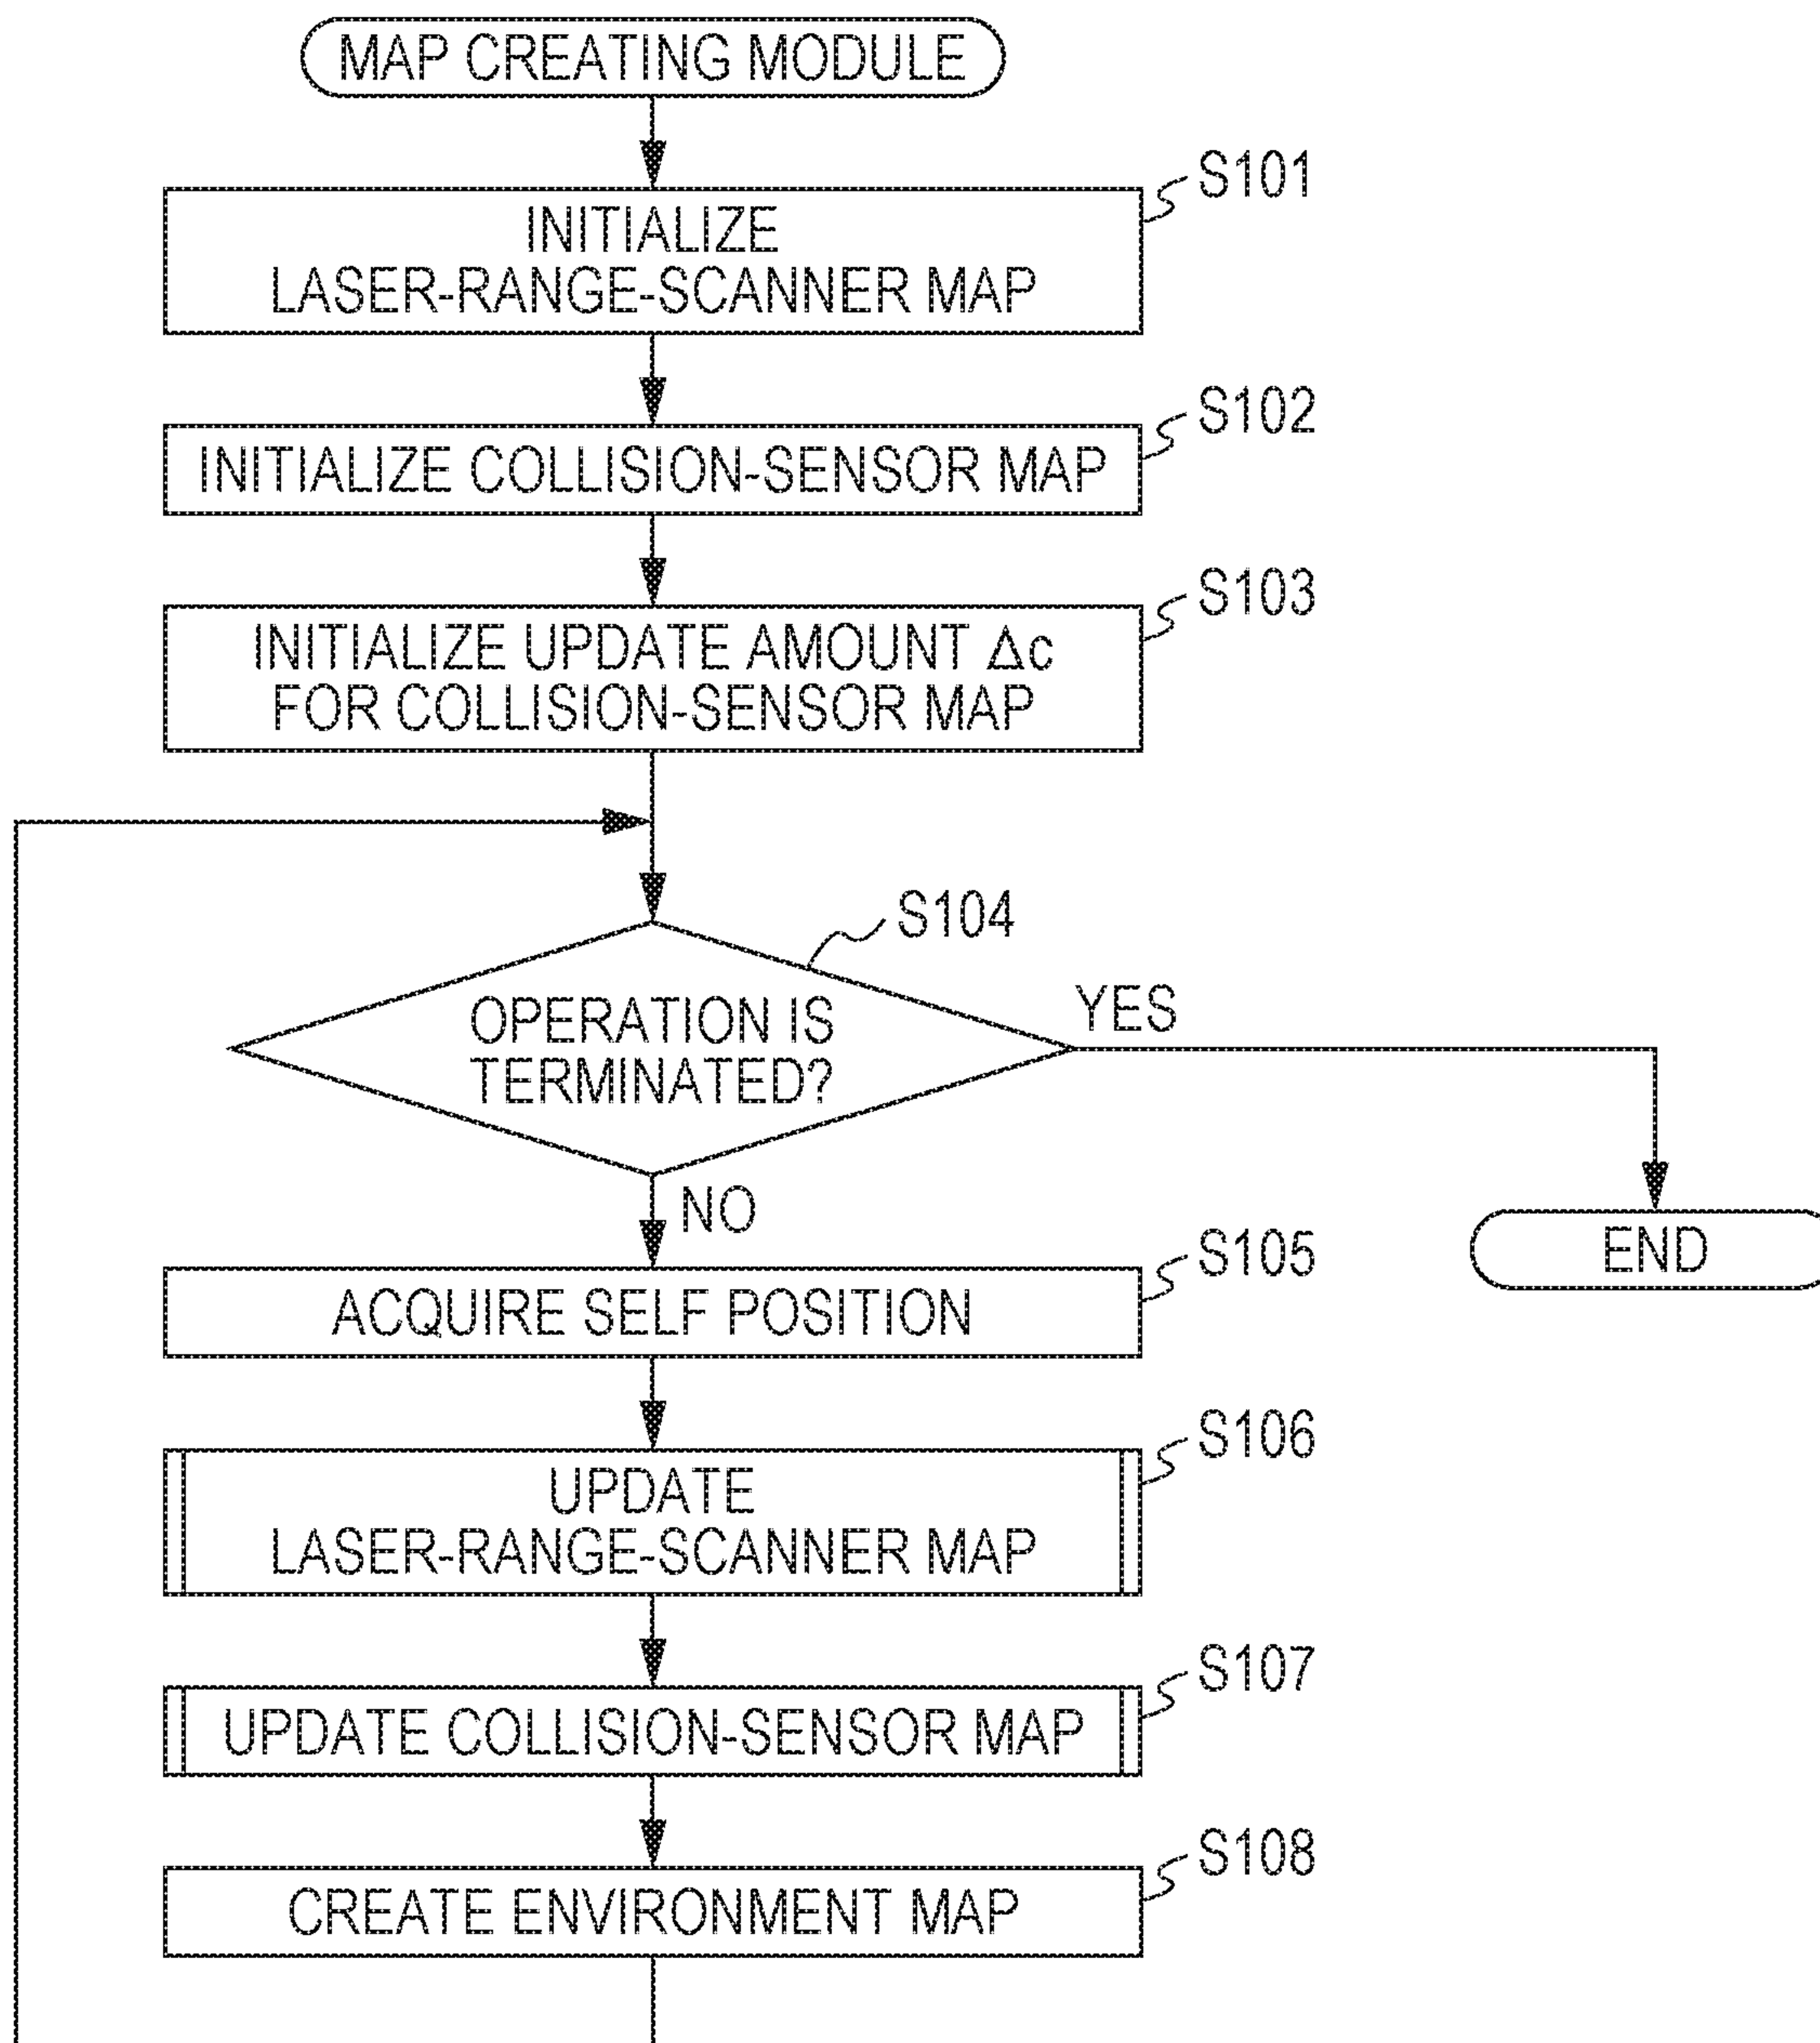 MAP CREATING MODULE
S101
INITIALIZE
LASER-RANGE-SCANNER MAP
S102
INITIALIZE COLLISION-SENSOR MAP
S103
INITIALIZE UPDATE AMOUNT Δc
FOR COLLISION-SENSOR MAP
S104
OPERATION IS
TERMINATED?
YES
NO
END
S105
ACQUIRE SELF POSITION
S106
UPDATE
LASER-RANGE-SCANNER MAP
S107
UPDATE COLLISION-SENSOR MAP
S108
CREATE ENVIRONMENT MAP